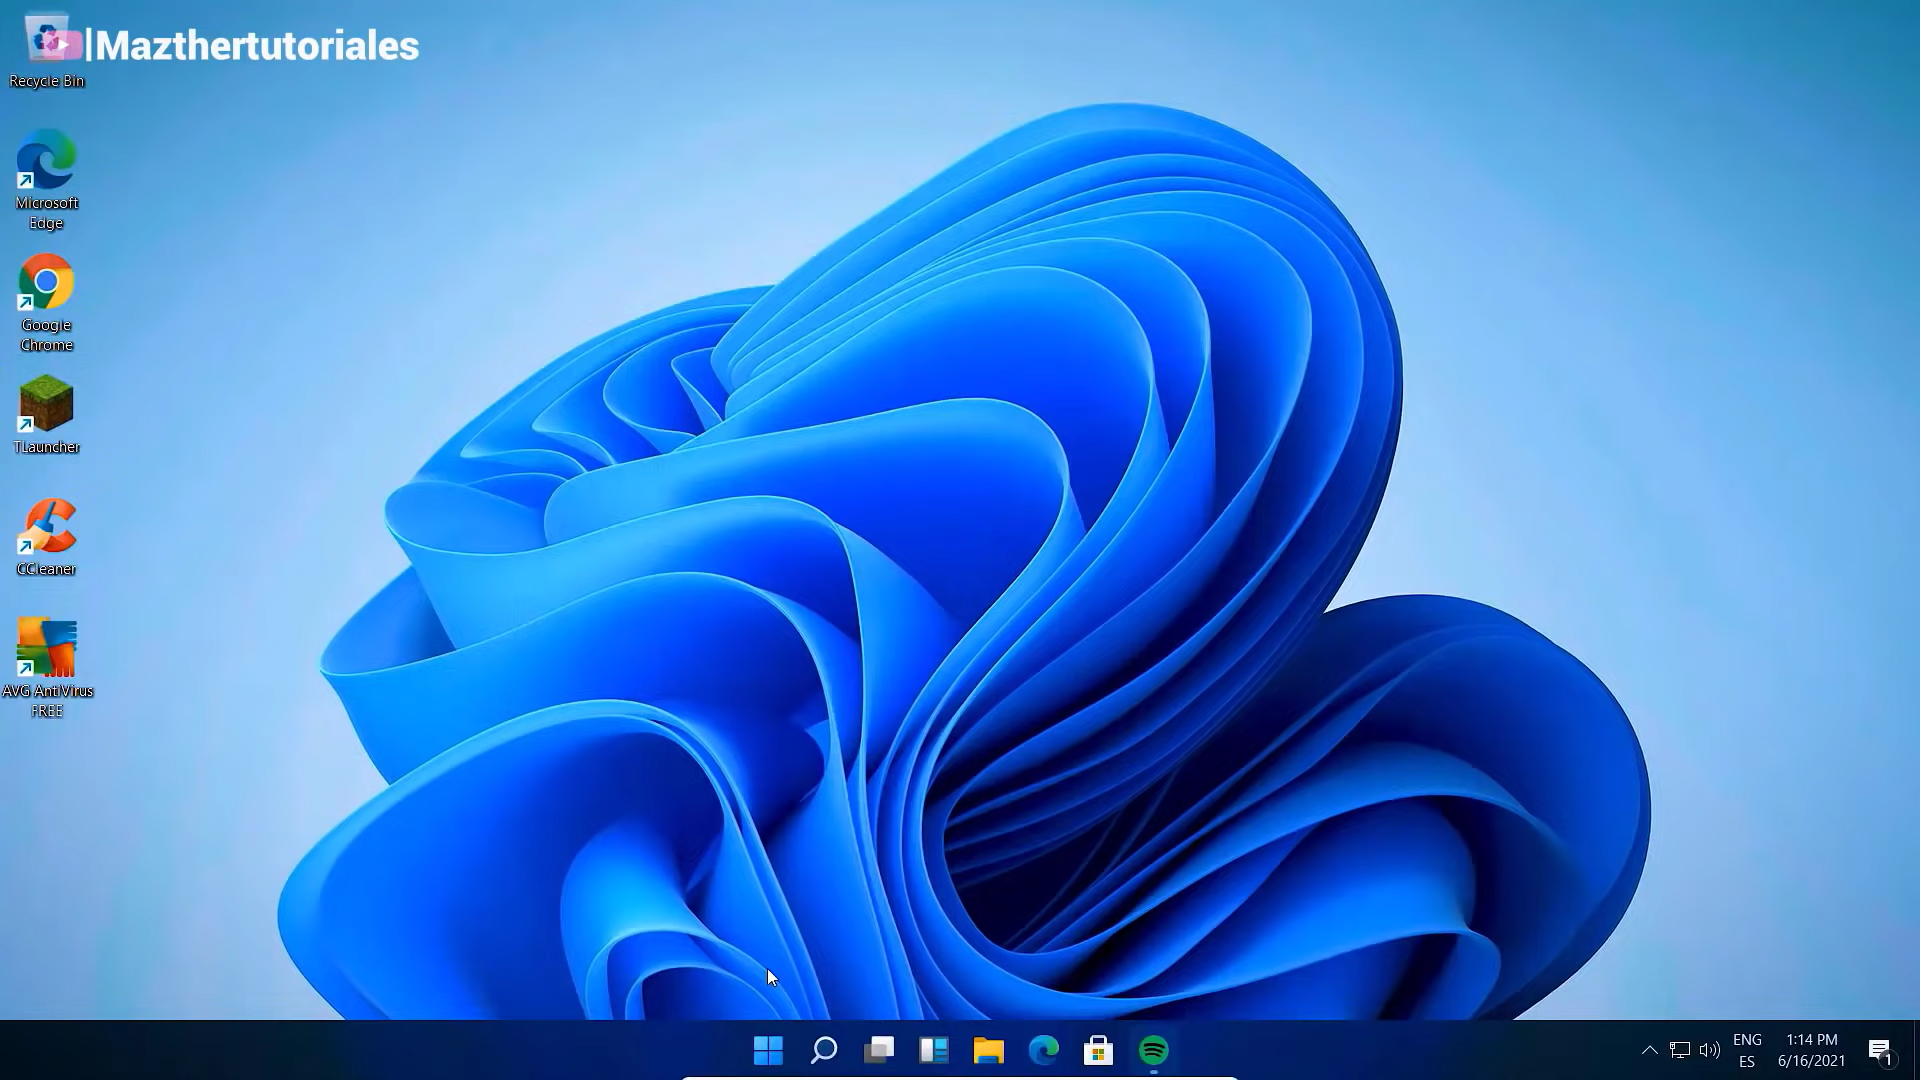 |Mazthertutoriales
Recycle Bin
Microsoft
Edge
Google
Chrome
TLauncher
CCleaner
AVG AntiVirus
FREE
ENG
ES
1:14 PM
6/16/2021
1